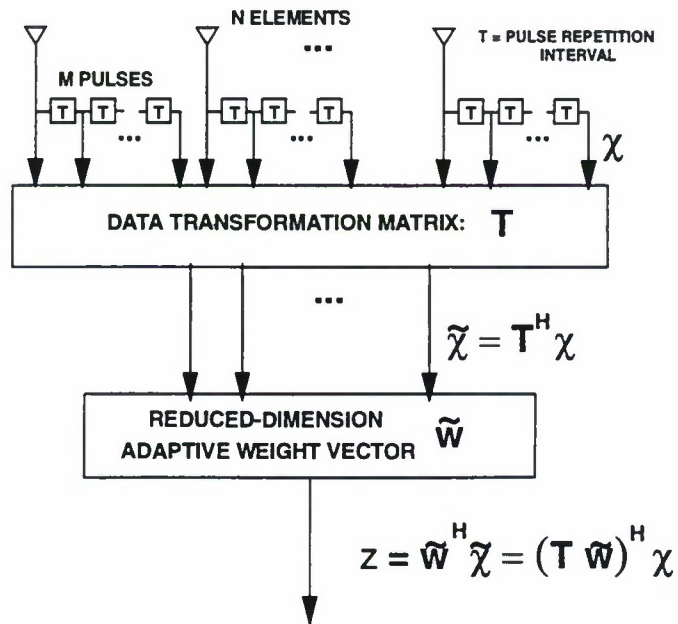 N ELEMENTS
...
T = PULSE REPETITION
INTERVAL
M PULSES
T T T T T T T T T
... ... ...
χ
DATA TRANSFORMATION MATRIX: T
...
χ̃ = T^H χ
REDUCED-DIMENSION
ADAPTIVE WEIGHT VECTOR w̃
z = w̃^H χ̃ = (T w̃)^H χ